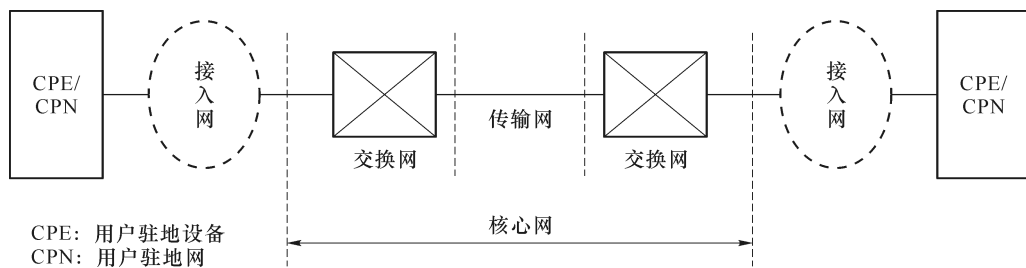 CPE/
CPN
接
入
网
交换网
传输网
交换网
接
入
网
CPE/
CPN
核心网
CPE：用户驻地设备
CPN：用户驻地网